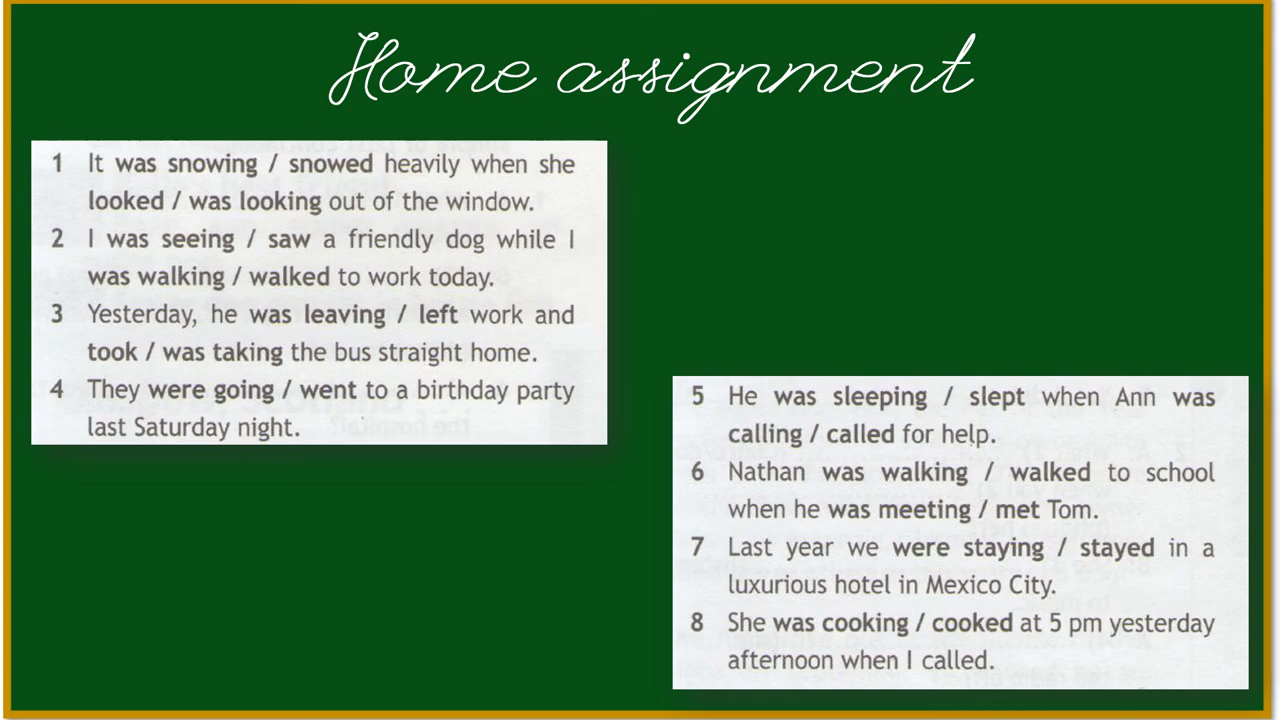 Home assignment
1 It was snowing / snowed heavily when she
looked / was looking out of the window.
2 I was seeing / saw a friendly dog while I
was walking / walked to work today.
3 Yesterday, he was leaving / left work and
took / was taking the bus straight home.
4 They were going / went to a birthday party
last Saturday night.
5 He was sleeping / slept when Ann was
calling / called for help.
6 Nathan was walking / walked to school
when he was meeting / met Tom.
7 Last year we were staying / stayed in a
luxurious hotel in Mexico City.
8 She was cooking / cooked at 5 pm yesterday
afternoon when I called.